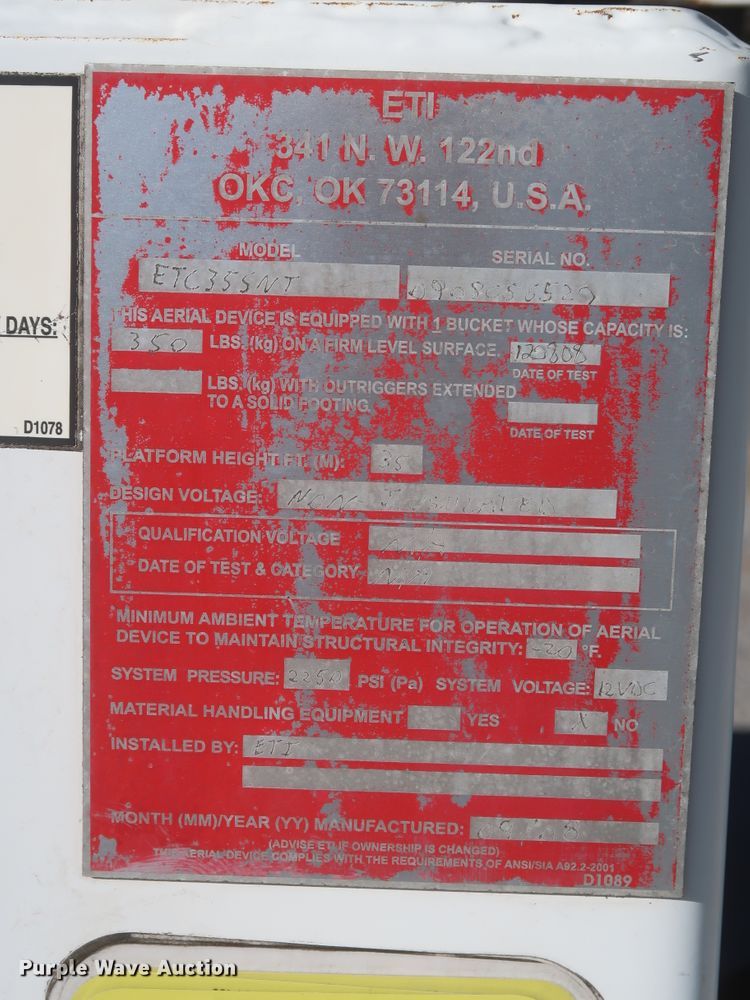 ETI
341 N. W. 122nd
OKC, OK 73114, U.S.A.
MODEL SERIAL NO.
ETC35SNT
THIS AERIAL DEVICE IS EQUIPPED WITH 1 BUCKET WHOSE CAPACITY IS:
350 LBS. (kg) ON A FIRM LEVEL SURFACE. 120808
DATE OF TEST
LBS. (kg) WITH OUTRIGGERS EXTENDED
TO A SOLID FOOTING.
DATE OF TEST
DAYS:
D1078
PLATFORM HEIGHT FT. (M): 35
DESIGN VOLTAGE: NON
QUALIFICATION VOLTAGE N/A
DATE OF TEST & CATEGORY N/A
MINIMUM AMBIENT TEMPERATURE FOR OPERATION OF AERIAL
DEVICE TO MAINTAIN STRUCTURAL INTEGRITY: -20 °F.
SYSTEM PRESSURE: 2250 PSI (Pa) SYSTEM VOLTAGE: 12VDC
MATERIAL HANDLING EQUIPMENT YES X NO
INSTALLED BY: ETI
MONTH (MM)/YEAR (YY) MANUFACTURED:
(ADVISE ETI IF OWNERSHIP IS CHANGED)
THIS AERIAL DEVICE COMPLIES WITH THE REQUIREMENTS OF ANSI/SIA A92.2-2001
D1089
Purple Wave Auction